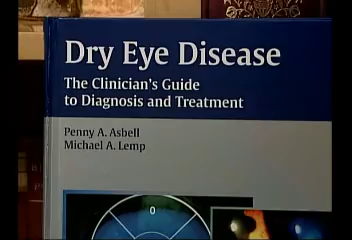 Dry Eye Disease
The Clinician's Guide
to Diagnosis and Treatment
Penny A. Asbell
Michael A. Lemp
0